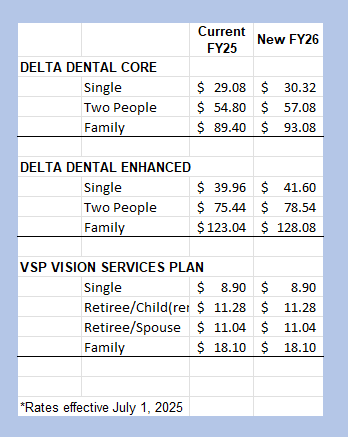 Current
FY25 New FY26
DELTA DENTAL CORE
Single $ 29.08 $ 30.32
Two People $ 54.80 $ 57.08
Family $ 89.40 $ 93.08
DELTA DENTAL ENHANCED
Single $ 39.96 $ 41.60
Two People $ 75.44 $ 78.54
Family $ 123.04 $ 128.08
VSP VISION SERVICES PLAN
Single $ 8.90 $ 8.90
Retiree/Child(rer $ 11.28 $ 11.28
Retiree/Spouse $ 11.04 $ 11.04
Family $ 18.10 $ 18.10
*Rates effective July 1, 2025